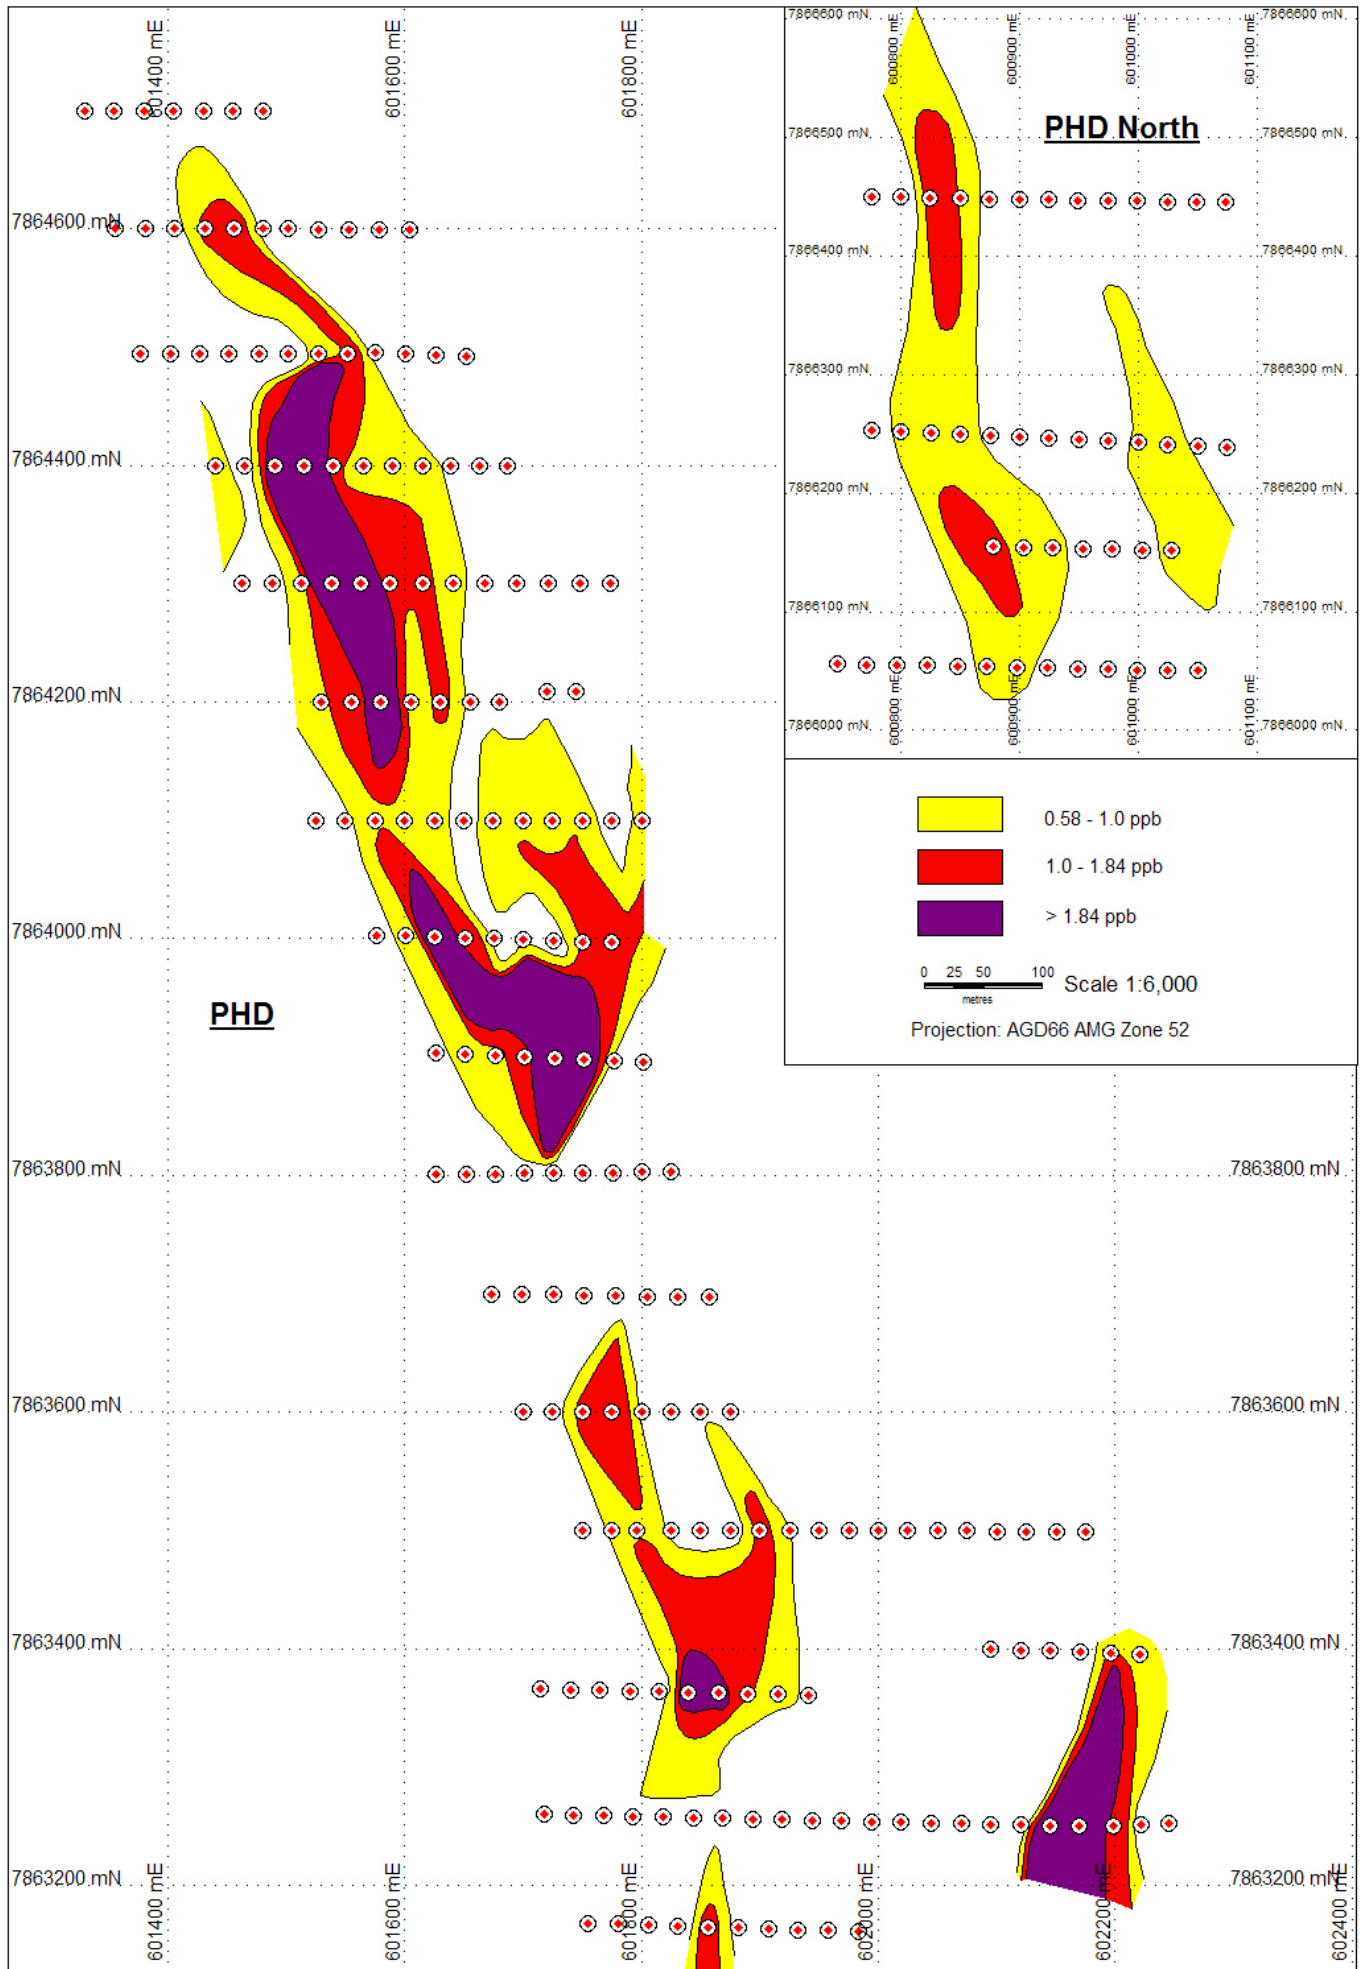 601400 mE
601600 mE
601800 mE
7866600 mN
600800 mE
600900 mE
601000 mE
601100 mE
7866600 mN
PHD North
7866500 mN
7866500 mN
7866400 mN
7866400 mN
7866300 mN
7866300 mN
7866200 mN
7866200 mN
7866100 mN
7866100 mN
7866000 mN
600800 mE
600900 mE
601000 mE
601100 mE
7866000 mN
7864600 mN
7864400 mN
7864200 mN
7864000 mN
0.58 - 1.0 ppb
1.0 - 1.84 ppb
> 1.84 ppb
0 25 50 100
metres
Scale 1:6,000
Projection: AGD66 AMG Zone 52
PHD
7863800 mN
7863800 mN
7863600 mN
7863600 mN
7863400 mN
7863400 mN
7863200 mN
7863200 mN
601400 mE
601600 mE
601800 mE
602000 mE
602200 mE
602400 mE